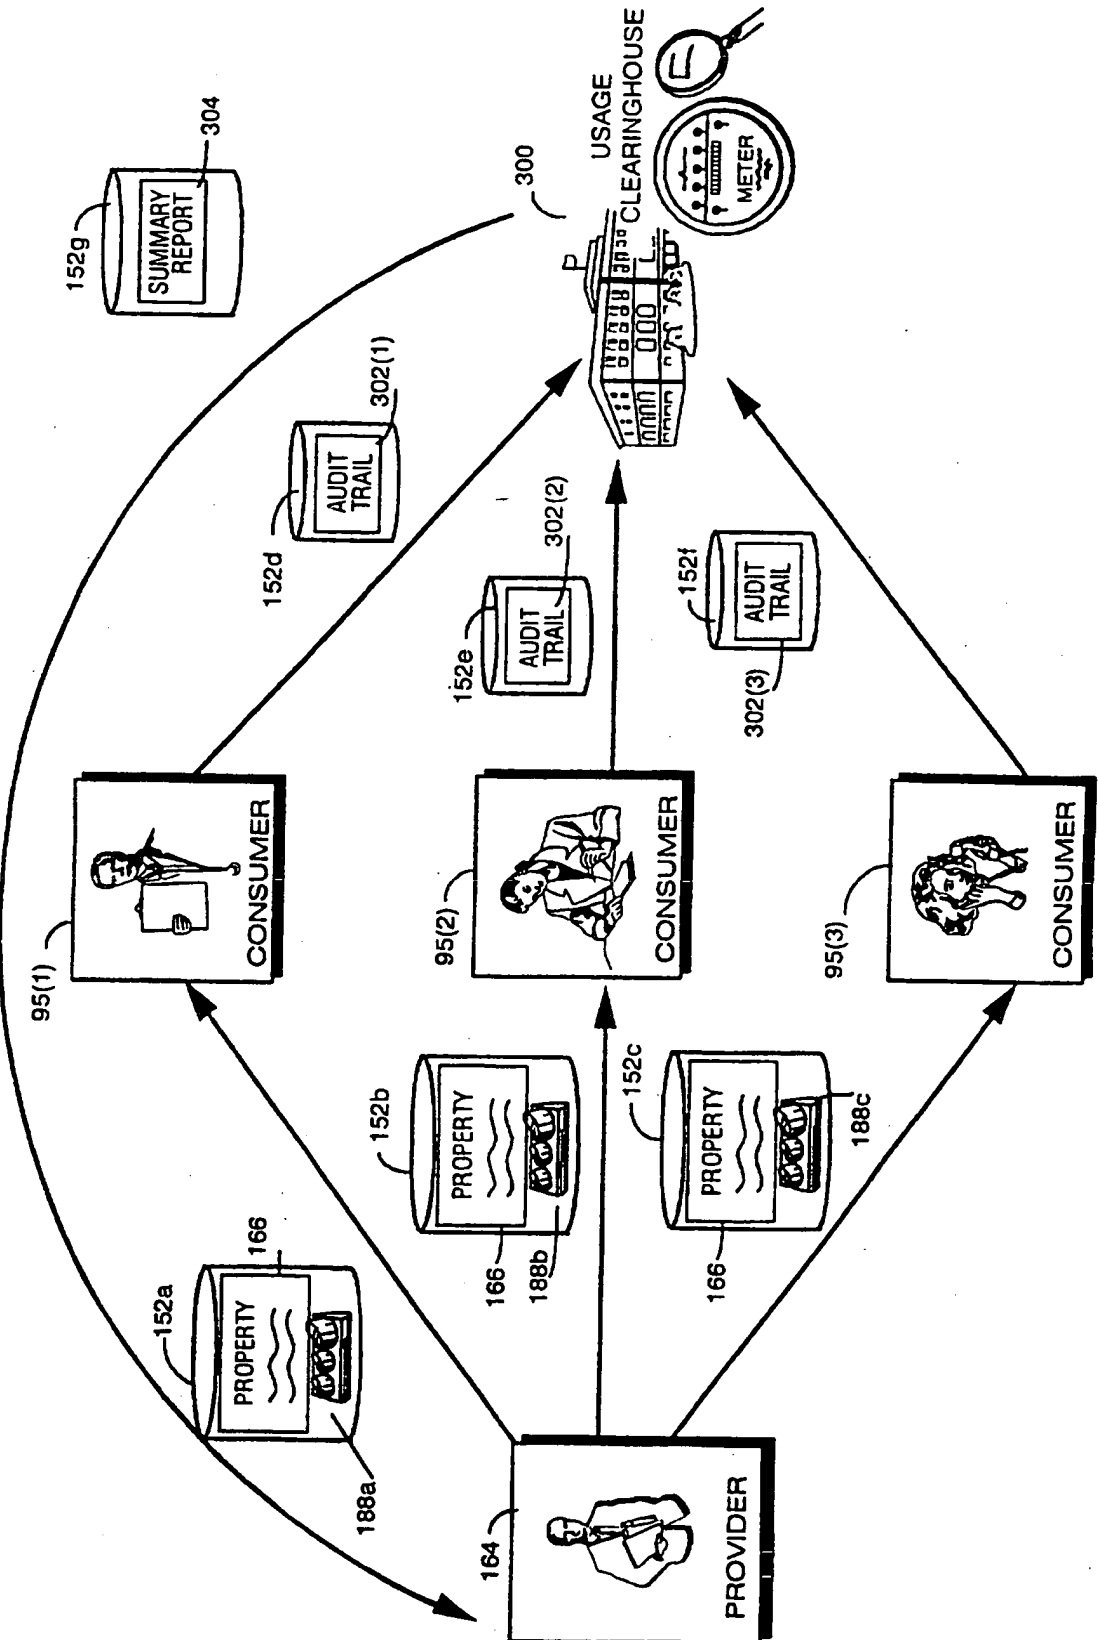 152g
SUMMARY
REPORT
304
300
USAGE
CLEARINGHOUSE
METER
152d
AUDIT
TRAIL
302(1)
152e
AUDIT
TRAIL
302(2)
152f
AUDIT
TRAIL
302(3)
95(1)
CONSUMER
95(2)
CONSUMER
95(3)
CONSUMER
152a
PROPERTY
166
188a
152b
PROPERTY
166
188b
152c
PROPERTY
166
188c
164
PROVIDER